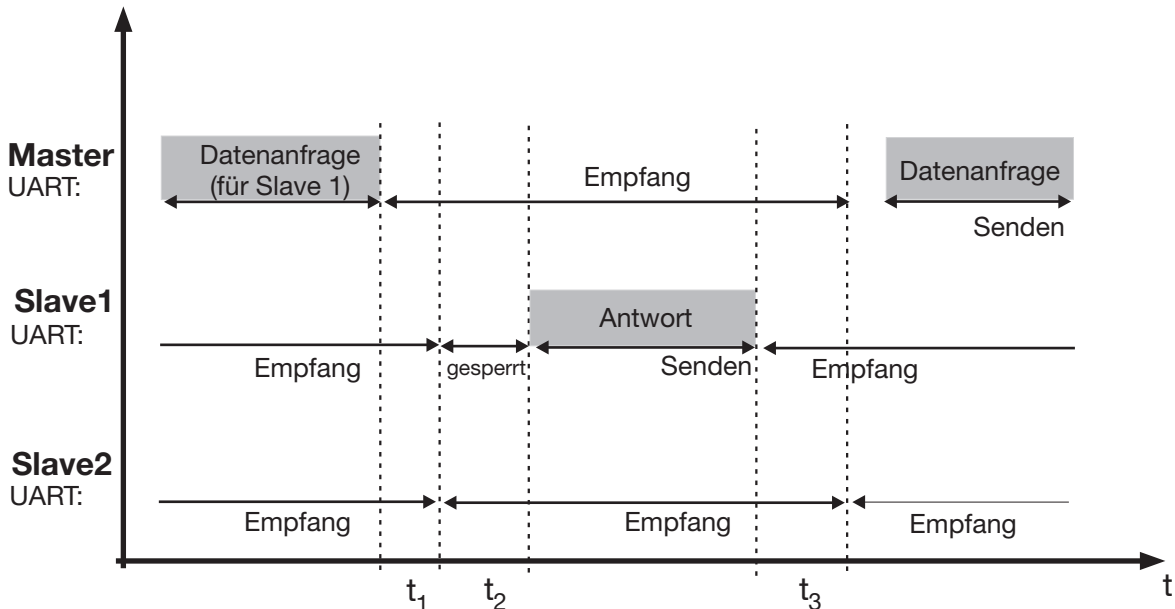 Master
UART:
Datenanfrage
(für Slave 1)
Empfang
Datenanfrage
Senden
Slave1
UART:
Antwort
Empfang
gesperrt
Senden
Empfang
Slave2
UART:
Empfang
Empfang
Empfang
t1
t2
t3
t